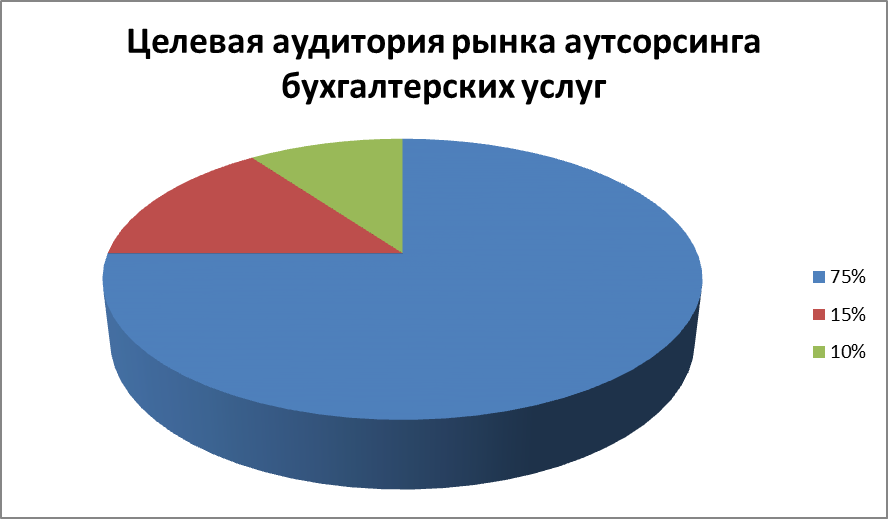 Целевая аудитория рынка аутсорсинга
бухгалтерских услуг
75%
15%
10%